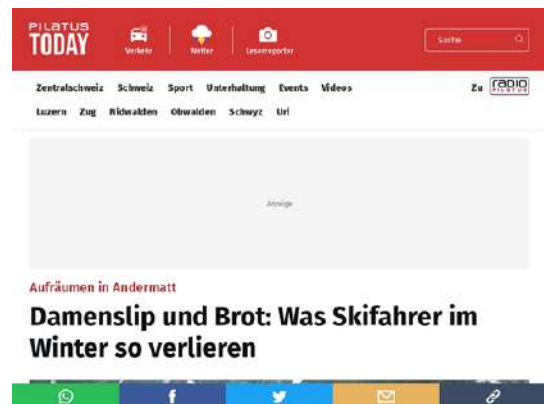 PILATUS
TODAY
Verkehr
Wetter
Leserreporter
Suche
Zentralschweiz Schweiz Sport Unterhaltung Events Videos
Zu RADIO PILATUS
Luzern Zug Nidwalden Obwalden Schwyz Uri
Anzeige
Aufräumen in Andermatt
Damenslip und Brot: Was Skifahrer im
Winter so verlieren